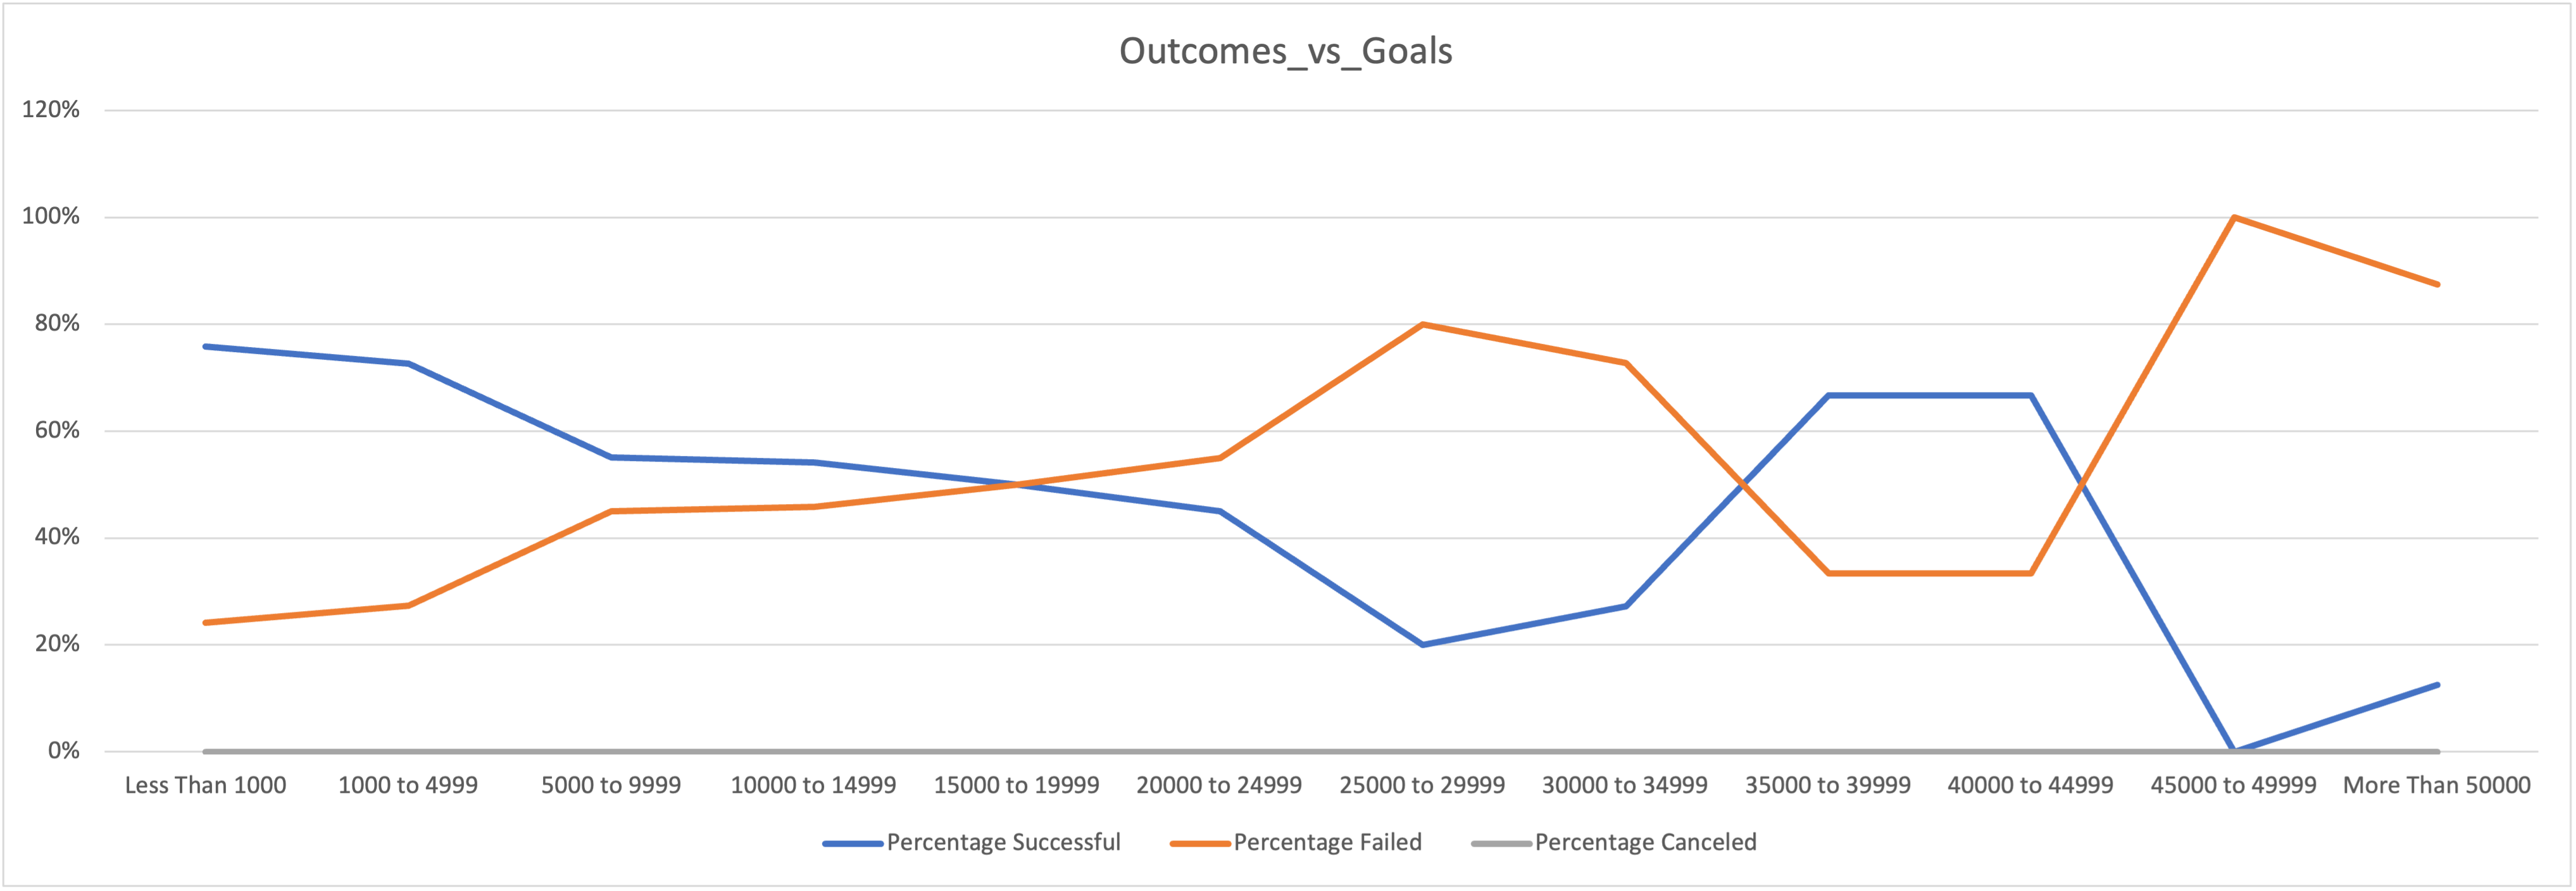 Outcomes_vs_Goals
120%
100%
80%
60%
40%
20%
0%
Less Than 1000 1000 to 4999 5000 to 9999 10000 to 14999 15000 to 19999 20000 to 24999 25000 to 29999 30000 to 34999 35000 to 39999 40000 to 44999 45000 to 49999 More Than 50000
Percentage Successful Percentage Failed Percentage Canceled